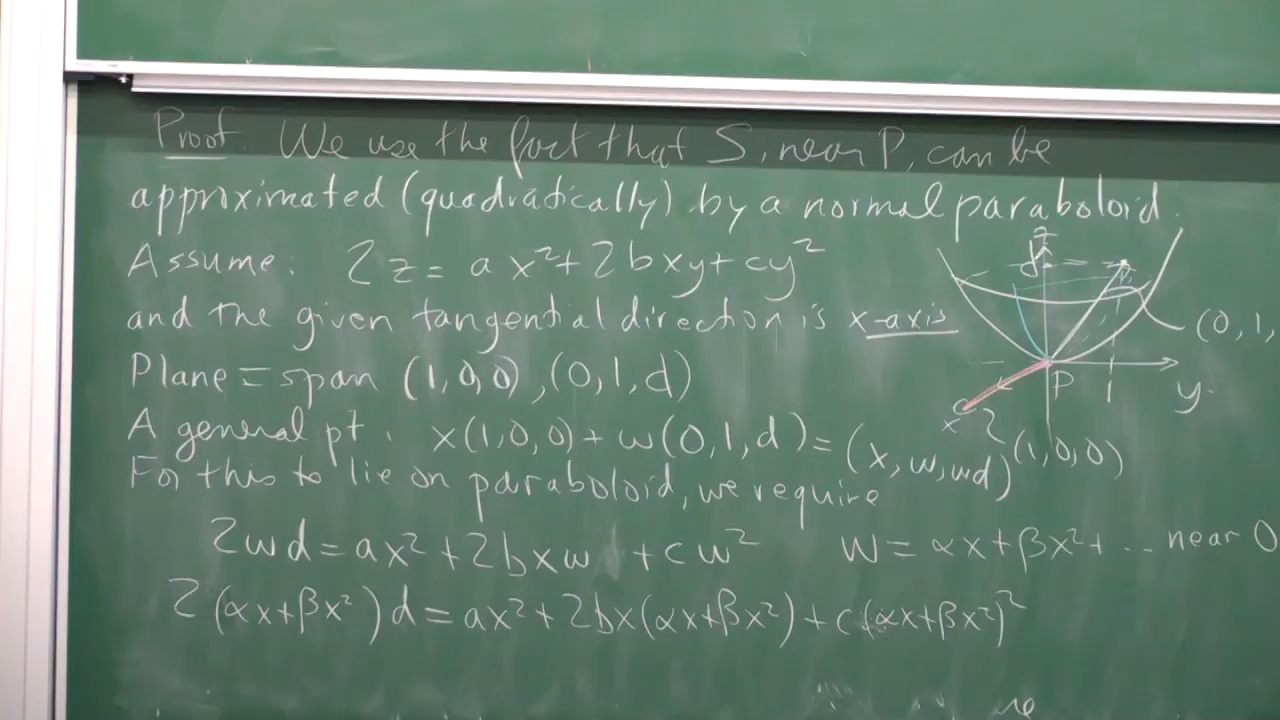 Proof. We use the fact that S, near P, can be
approximated (quadratically) by a normal paraboloid.
Assume: 2z = ax² + 2bxy + cy²
and the given tangential direction is x-axis
Plane = span (1, 0, 0), (0, 1, d)
A general pt. x(1, 0, 0) + w(0, 1, d) = (x, w, wd)
For this to lie on paraboloid, we require
2wd = ax² + 2bxw + cw² w = αx + βx² + ... near 0
2(αx + βx²)d = ax² + 2bx(αx + βx²) + c(αx + βx²)²
z
d
(0, 1,
P
y
1
x
(1, 0, 0)